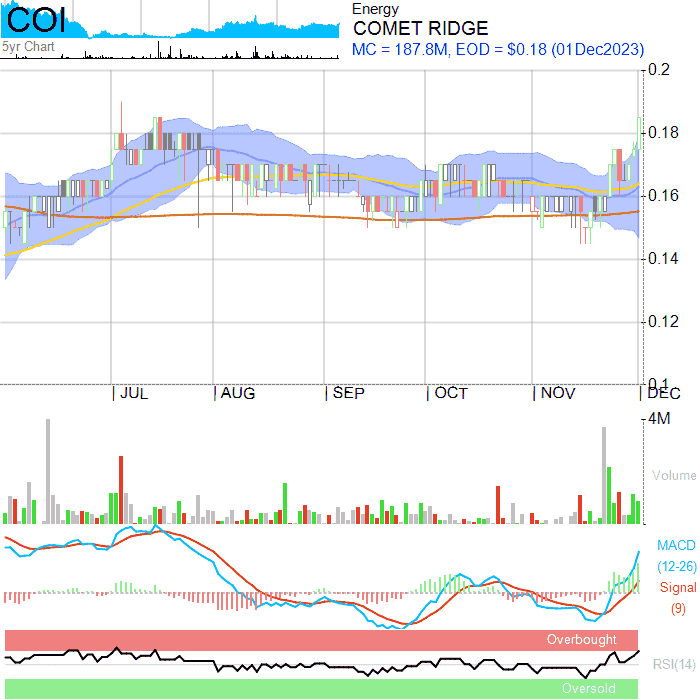 COI
5yr Chart
Energy
COMET RIDGE
MC = 187.8M, EOD = $0.18 (01Dec2023)
0.2
0.18
0.16
0.14
0.12
0.1
JUL AUG SEP OCT NOV DEC
4M
Volume
MACD
(12-26)
Signal
(9)
Overbought
RSI(14)
Oversold